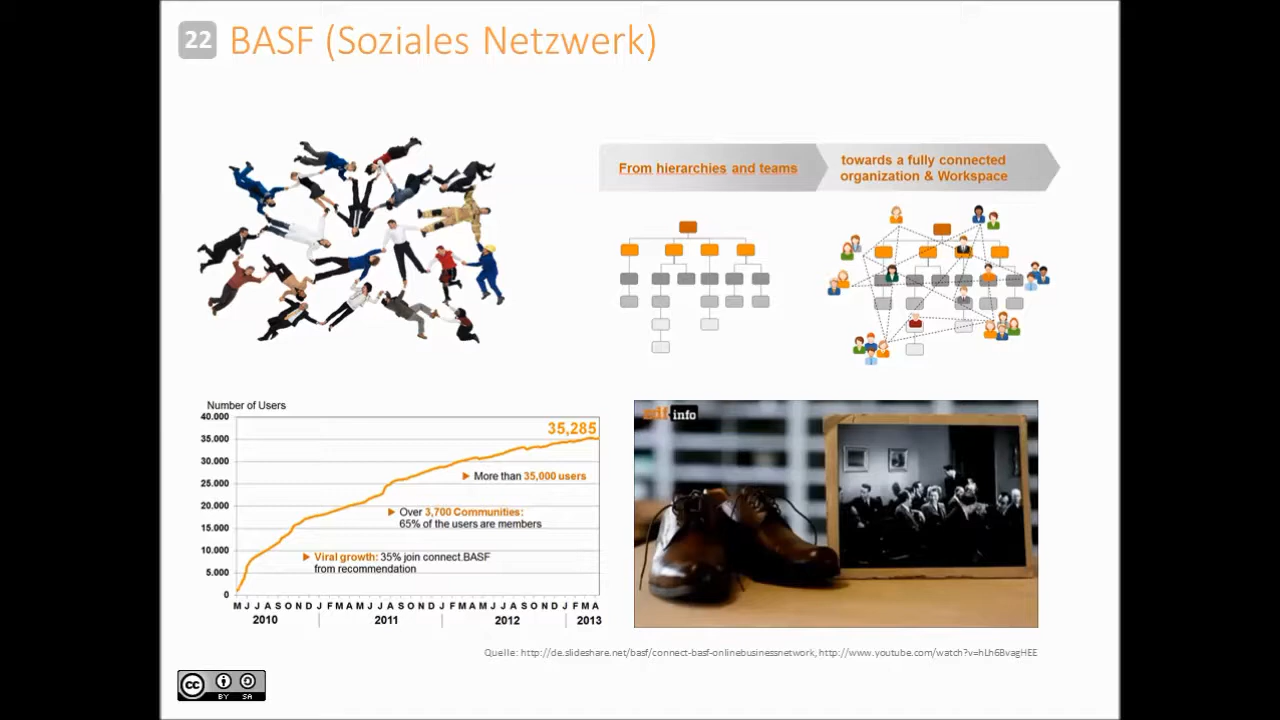 22 BASF (Soziales Netzwerk)
From hierarchies and teams
towards a fully connected
organization & Workspace
Number of Users
40.000
35.000
30.000
25.000
20.000
15.000
10.000
5.000
0
35,285
More than 35,000 users
Over 3,700 Communities:
65% of the users are members
Viral growth: 35% join connect.BASF
from recommendation
M J J A S O N D J F M A M J J A S O N D J F M A M J J A S O N D J F M A
2010 2011 2012 2013
zdf.info
Quelle: http://de.slideshare.net/basf/connect-basf-onlinebusinessnetwork, http://www.youtube.com/watch?v=hLh6BvagHEE
cc BY SA